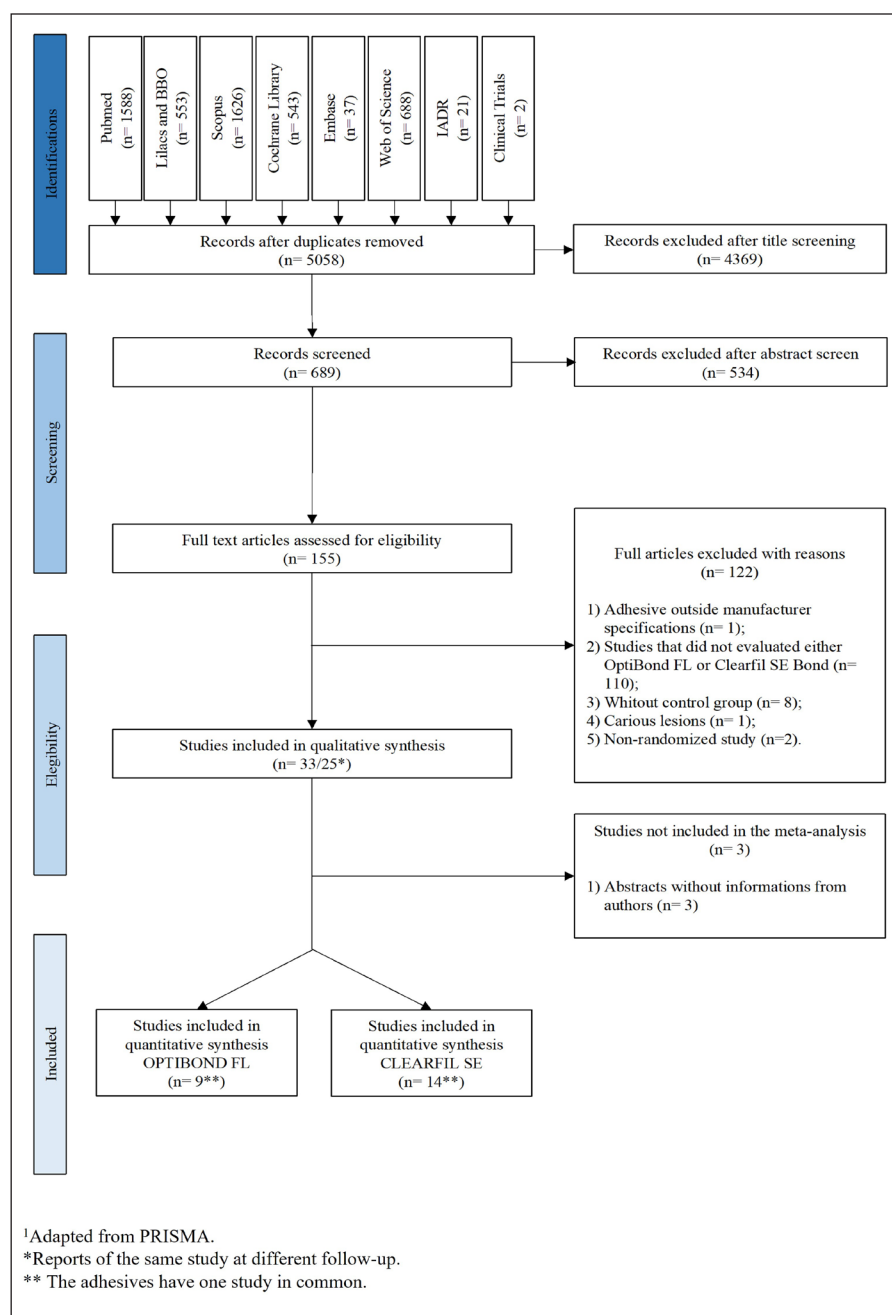 Identifications
Pubmed
(n= 1588)
Lilacs and BBO
(n= 553)
Scopus
(n= 1626)
Cochrane Library
(n= 543)
Embase
(n= 37)
Web of Science
(n= 688)
IADR
(n= 21)
Clinical Trials
(n= 2)
Records after duplicates removed
(n= 5058)
Records excluded after title screening
(n= 4369)
Screening
Records screened
(n= 689)
Records excluded after abstract screen
(n= 534)
Full text articles assessed for eligibility
(n= 155)
Full articles excluded with reasons
(n= 122)
1) Adhesive outside manufacturer
specifications (n= 1);
2) Studies that did not evaluated either
OptiBond FL or Clearfil SE Bond (n=
110);
3) Whitout control group (n= 8);
4) Carious lesions (n= 1);
5) Non-randomized study (n=2).
Elegibility
Studies included in qualitative synthesis
(n= 33/25*)
Studies not included in the meta-analysis
(n= 3)
1) Abstracts without informations from
authors (n= 3)
Included
Studies included in
quantitative synthesis
OPTIBOND FL
(n= 9**)
Studies included in
quantitative synthesis
CLEARFIL SE
(n= 14**)
¹Adapted from PRISMA.
*Reports of the same study at different follow-up.
** The adhesives have one study in common.